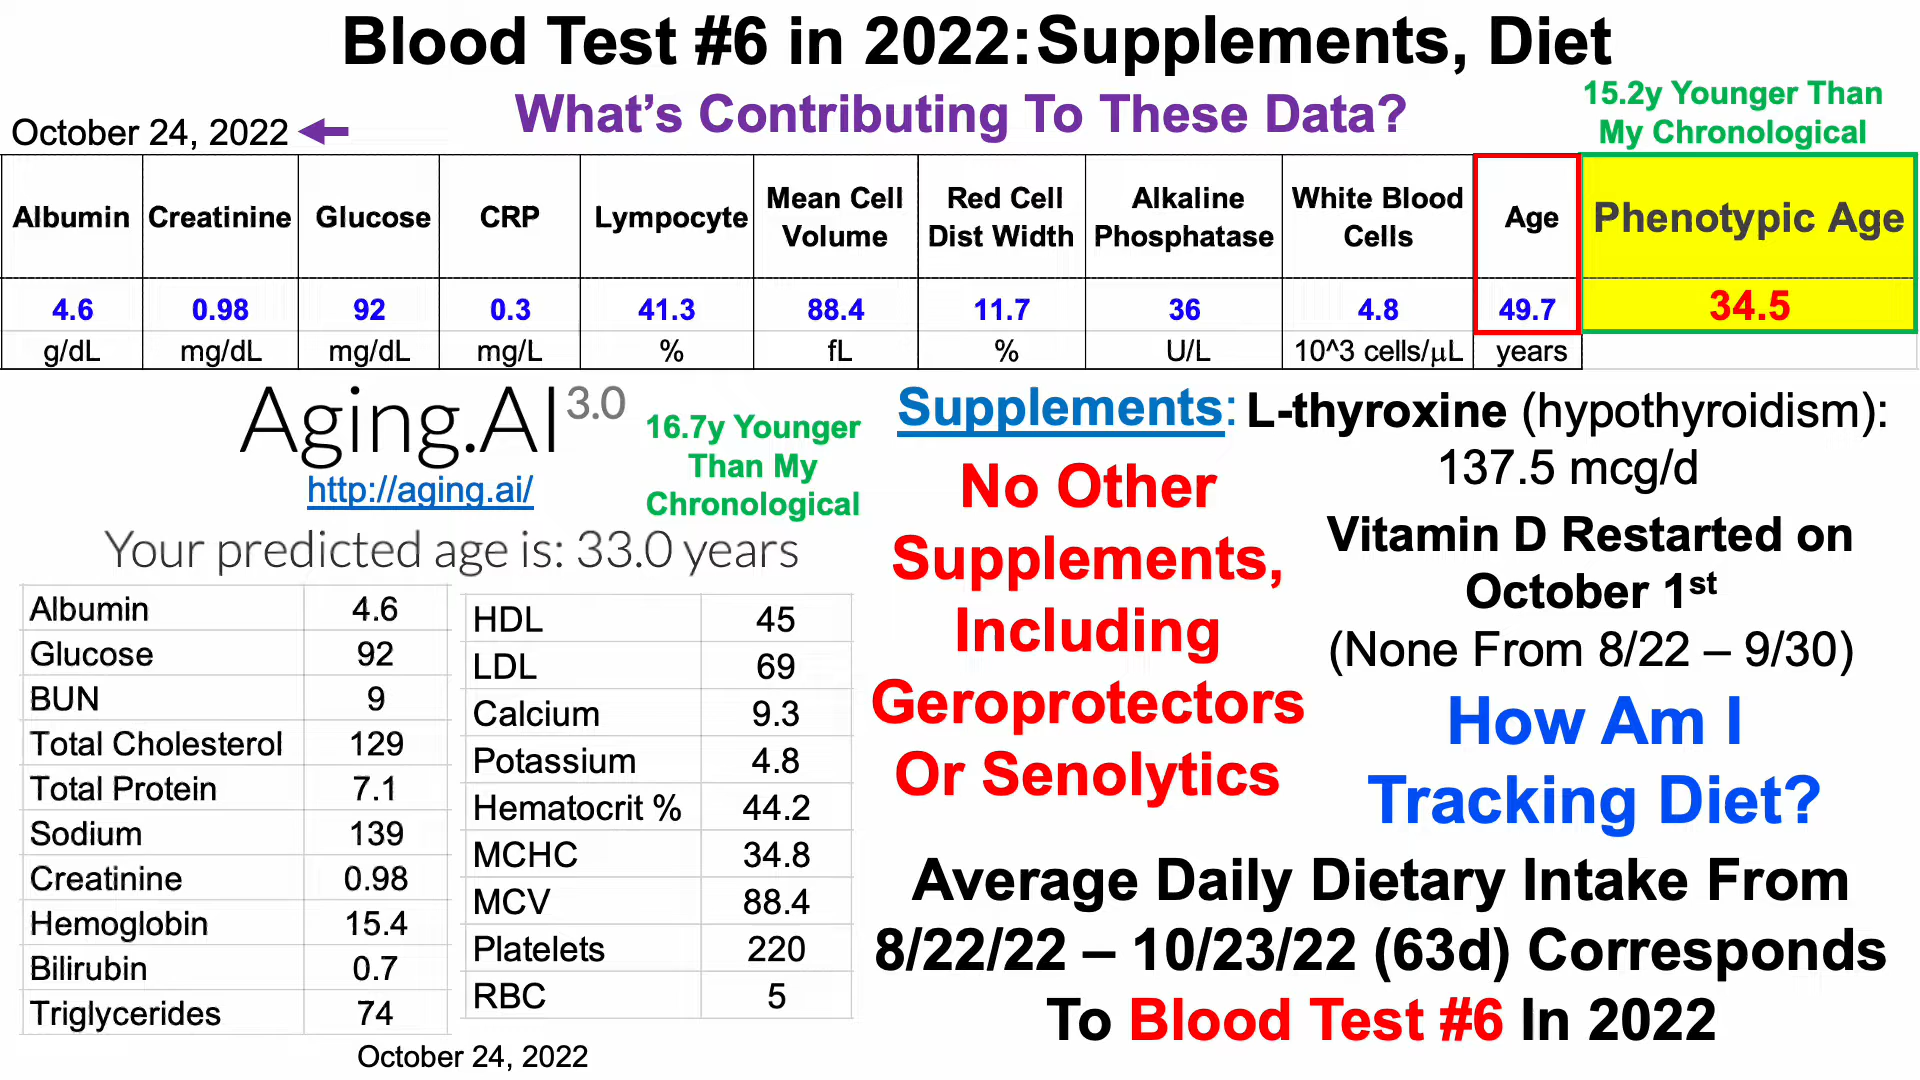 Blood Test #6 in 2022: Supplements, Diet
What's Contributing To These Data?
15.2y Younger Than
My Chronological
October 24, 2022
Albumin Creatinine Glucose CRP Lympocyte Mean Cell Volume Red Cell Dist Width Alkaline Phosphatase White Blood Cells Age Phenotypic Age
4.6 0.98 92 0.3 41.3 88.4 11.7 36 4.8 49.7 34.5
g/dL mg/dL mg/dL mg/L % fL % U/L 10^3 cells/µL years
Aging.AI 3.0
http://aging.ai/
16.7y Younger
Than My
Chronological
Your predicted age is: 33.0 years
Albumin 4.6
Glucose 92
BUN 9
Total Cholesterol 129
Total Protein 7.1
Sodium 139
Creatinine 0.98
Hemoglobin 15.4
Bilirubin 0.7
Triglycerides 74
HDL 45
LDL 69
Calcium 9.3
Potassium 4.8
Hematocrit % 44.2
MCHC 34.8
MCV 88.4
Platelets 220
RBC 5
October 24, 2022
Supplements: L-thyroxine (hypothyroidism):
137.5 mcg/d
No Other
Supplements,
Including
Geroprotectors
Or Senolytics
Vitamin D Restarted on
October 1st
(None From 8/22 – 9/30)
How Am I
Tracking Diet?
Average Daily Dietary Intake From
8/22/22 – 10/23/22 (63d) Corresponds
To Blood Test #6 In 2022